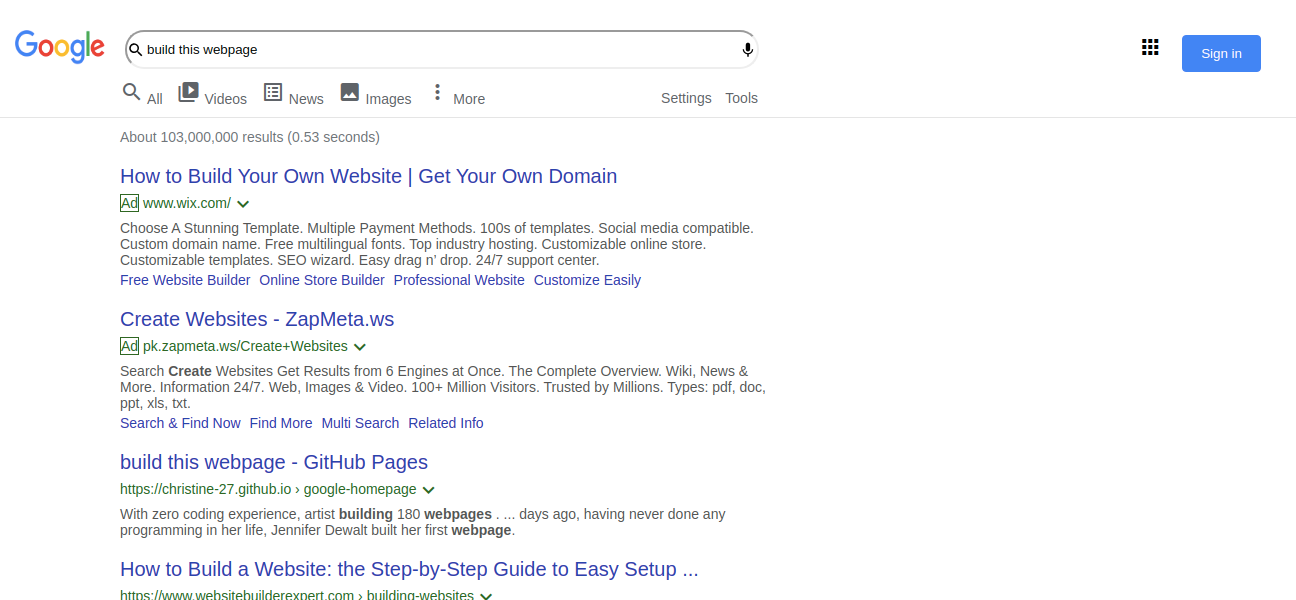 Google
build this webpage
Sign in
All Videos News Images More Settings Tools
About 103,000,000 results (0.53 seconds)
How to Build Your Own Website | Get Your Own Domain
Ad www.wix.com/
Choose A Stunning Template. Multiple Payment Methods. 100s of templates. Social media compatible.
Custom domain name. Free multilingual fonts. Top industry hosting. Customizable online store.
Customizable templates. SEO wizard. Easy drag n’ drop. 24/7 support center.
Free Website Builder Online Store Builder Professional Website Customize Easily
Create Websites - ZapMeta.ws
Ad pk.zapmeta.ws/Create+Websites
Search Create Websites Get Results from 6 Engines at Once. The Complete Overview. Wiki, News &
More. Information 24/7. Web, Images & Video. 100+ Million Visitors. Trusted by Millions. Types: pdf, doc,
ppt, xls, txt.
Search & Find Now Find More Multi Search Related Info
build this webpage - GitHub Pages
https://christine-27.github.io › google-homepage
With zero coding experience, artist building 180 webpages . ... days ago, having never done any
programming in her life, Jennifer Dewalt built her first webpage.
How to Build a Website: the Step-by-Step Guide to Easy Setup ...
https://www.websitebuilderexpert.com › building-websites